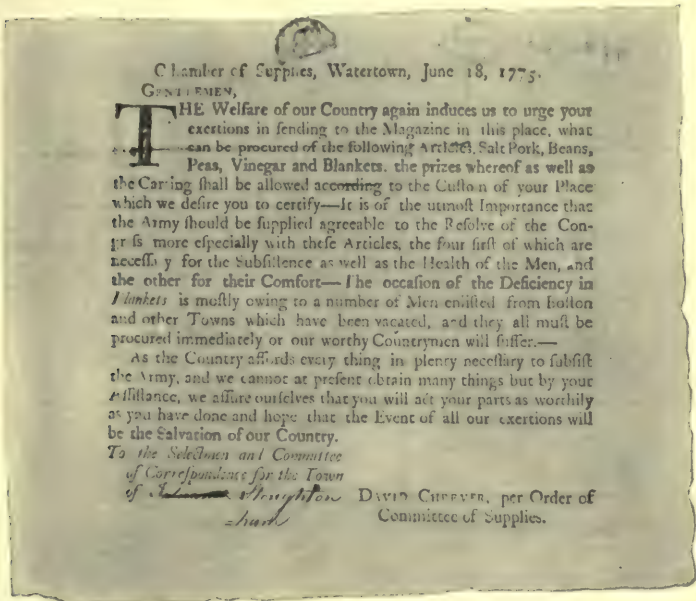 Chamber of Supplies, Watertown, June 18, 1775.
GENTLEMEN,
THE Welfare of our Country again induces us to urge your
exertions in ſending to the Magazine in this place, what
can be procured of the following Articles, Salt Pork, Beans,
Peas, Vinegar and Blankets. the prizes whereof as well as
the Carting ſhall be allowed according to the Cuſtom of your Place
which we deſire you to certify—It is of the utmoſt Importance that
the Army ſhould be ſupplied agreeable to the Reſolve of the Con-
greſs more eſpecially with theſe Articles, the four firſt of which are
neceſſary for the Subſiſtence as well as the Health of the Men, and
the other for their Comfort—The occaſion of the Deficiency in
Blankets is moſtly owing to a number of Men enliſted from Boſton
and other Towns which have been vacated, and they all muſt be
procured immediately or our worthy Countrymen will ſuffer.—
As the Country affords every thing in plenty neceſſary to ſubſiſt
the Army, and we cannot at preſent obtain many things but by your
Aſſiſtance, we aſſure ourſelves that you will act your parts as worthily
as you have done and hope that the Event of all our exertions will
be the Salvation of our Country.
To the Selectmen and Committee
of Correſpondence for the Town
of Stoughton DAVID CHEEVER, per Order of
Committee of Supplies.